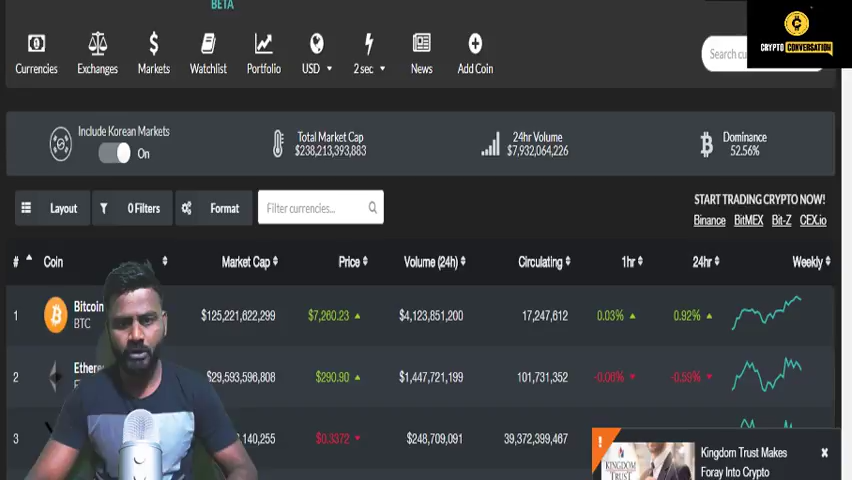 BETA
CRYPTO CONVERSATION
Currencies Exchanges Markets Watchlist Portfolio USD 2 sec News Add Coin
Search
Include Korean Markets
On
Total Market Cap
$238,213,393,883
24hr Volume
$7,932,064,226
Dominance
52.56%
Layout 0 Filters Format Filter currencies...
START TRADING CRYPTO NOW!
Binance BitMEX Bit-Z CEX.io
# Coin Market Cap Price Volume (24h) Circulating 1hr 24hr Weekly
1 Bitcoin $125,221,622,299 $7,260.23 $4,123,851,200 17,247,612 0.03% 0.92%
BTC
2 $29,593,596,808 $290.90 $1,447,721,199 101,731,352 -0.06% -0.59%
3 140,255 $0.3372 $248,709,091 39,372,399,467
! Kingdom Trust Makes
Foray Into Crypto
KINGDOM
TRUST